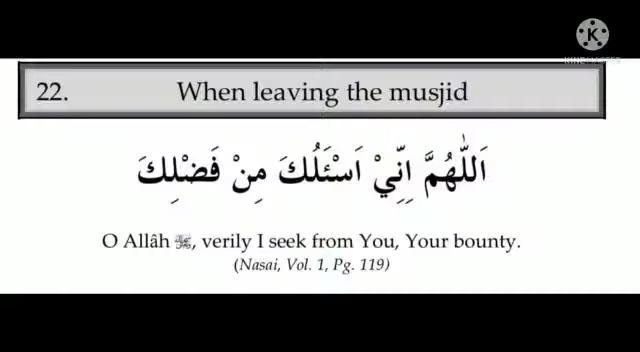 K
KINEMASTER
22. When leaving the musjid
اَللّٰهُمَّ اِنِّيْ اَسْئَلُكَ مِنْ فَضْلِكَ
O Allâh ﷻ, verily I seek from You, Your bounty.
(Nasai, Vol. 1, Pg. 119)